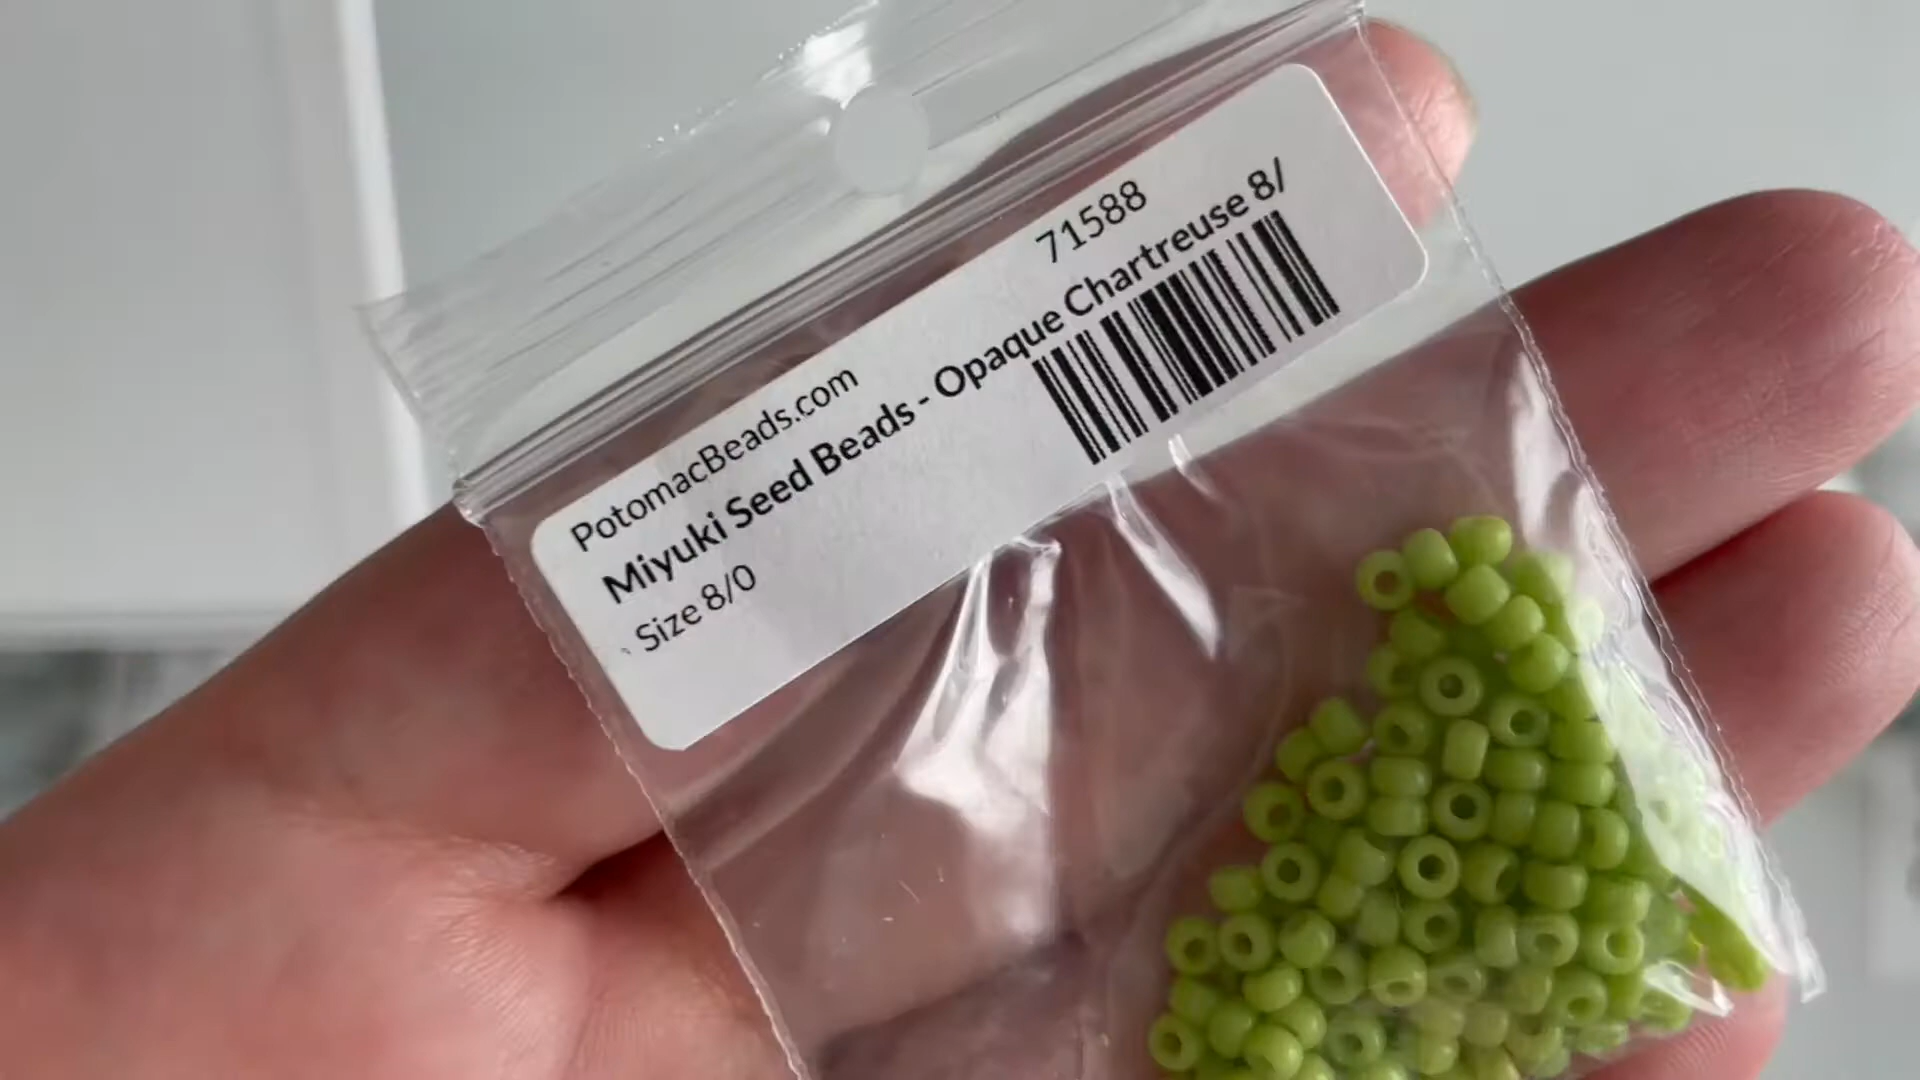 PotomacBeads.com 71588
Miyuki Seed Beads - Opaque Chartreuse 8/
Size 8/0